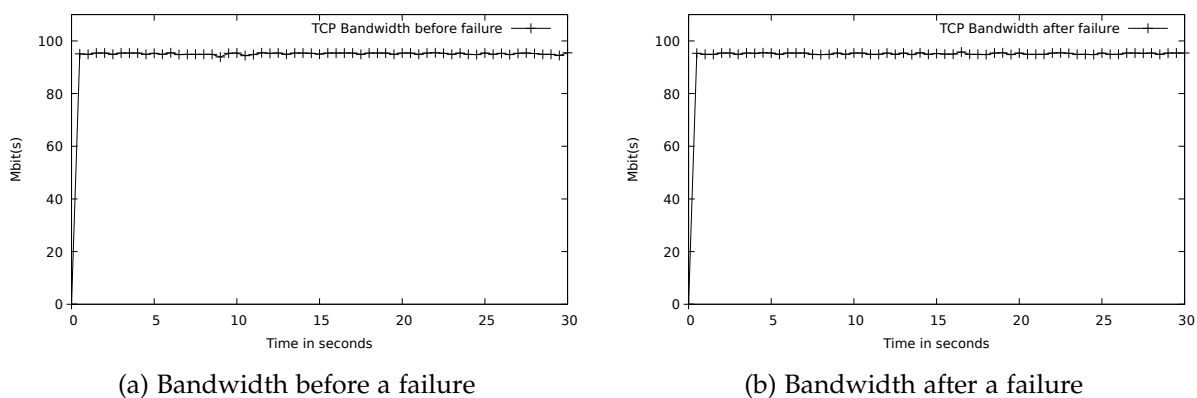 TCP Bandwidth before failure
100
80
60
40
20
0
Mbit(s)
0 5 10 15 20 25 30
Time in seconds
(a) Bandwidth before a failure
TCP Bandwidth after failure
100
80
60
40
20
0
Mbit(s)
0 5 10 15 20 25 30
Time in seconds
(b) Bandwidth after a failure